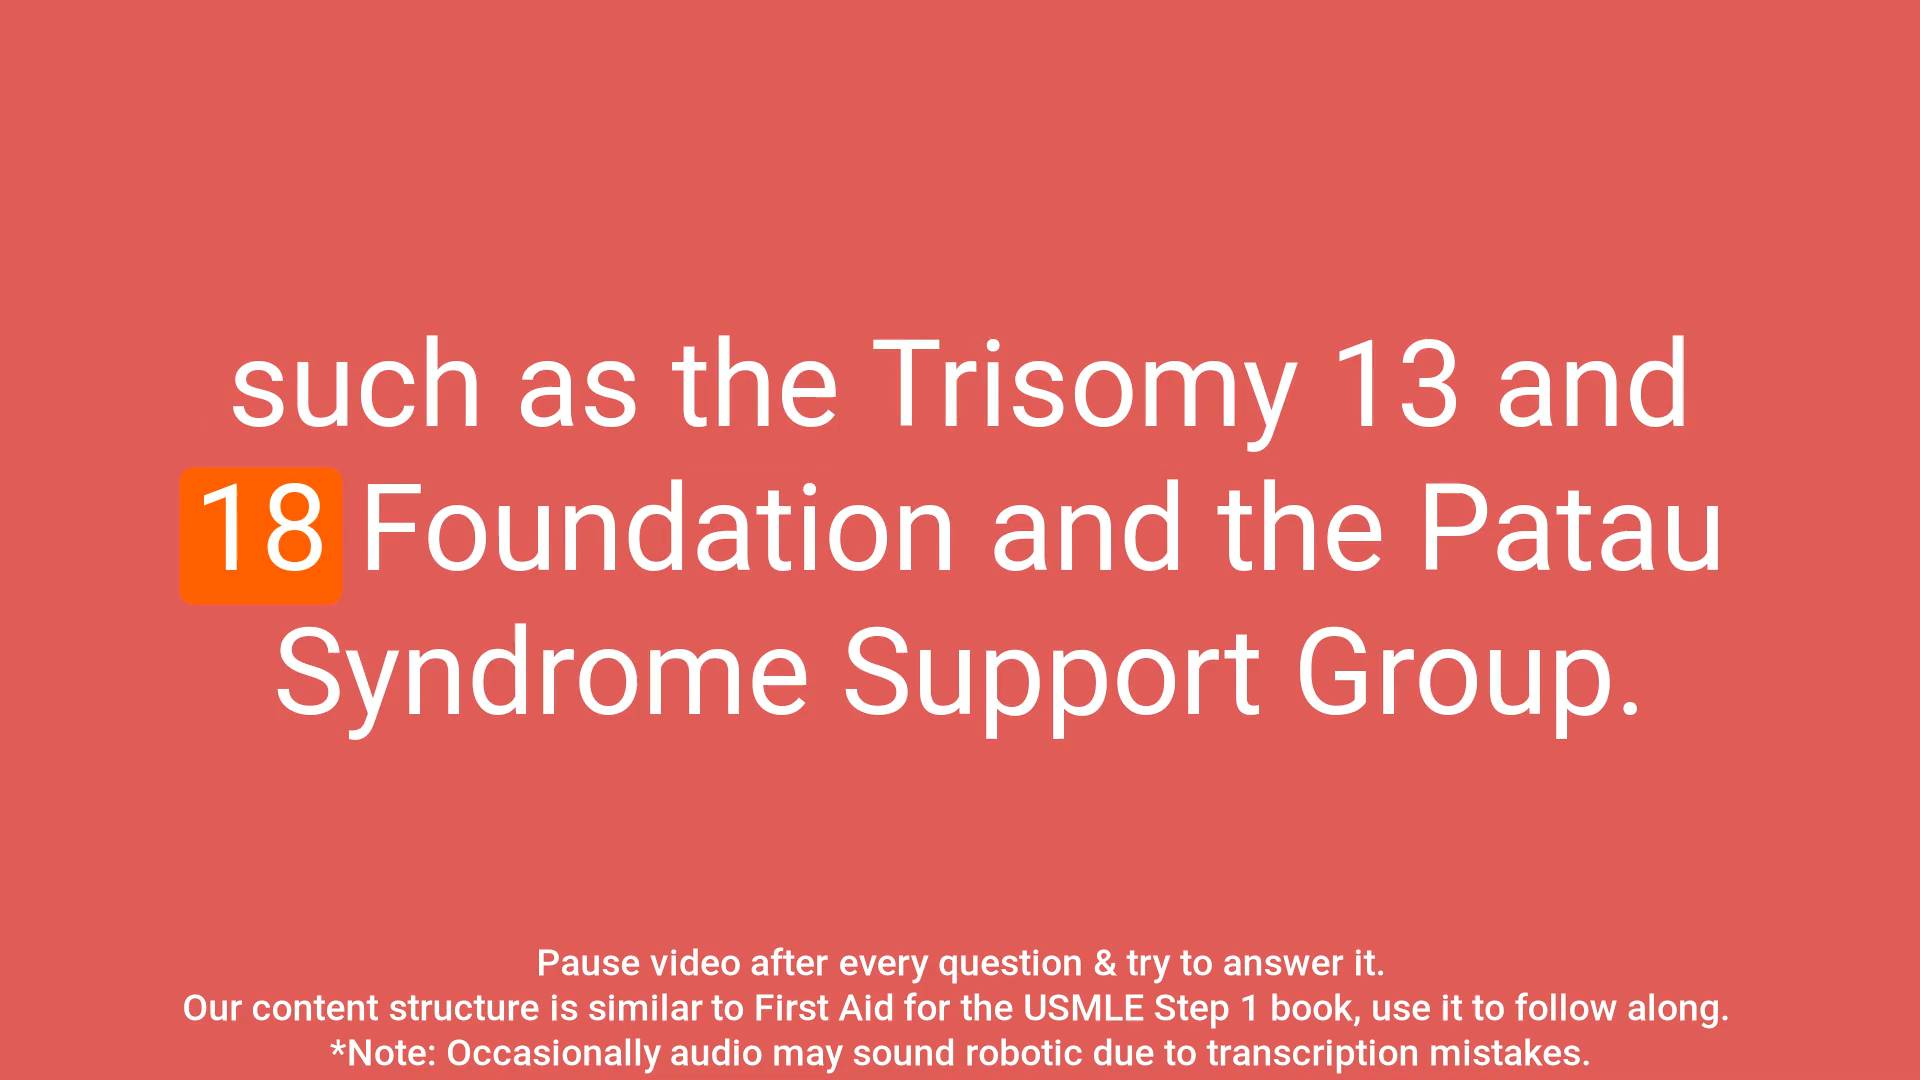 such as the Trisomy 13 and
18 Foundation and the Patau
Syndrome Support Group.
Pause video after every question & try to answer it.
Our content structure is similar to First Aid for the USMLE Step 1 book, use it to follow along.
*Note: Occasionally audio may sound robotic due to transcription mistakes.